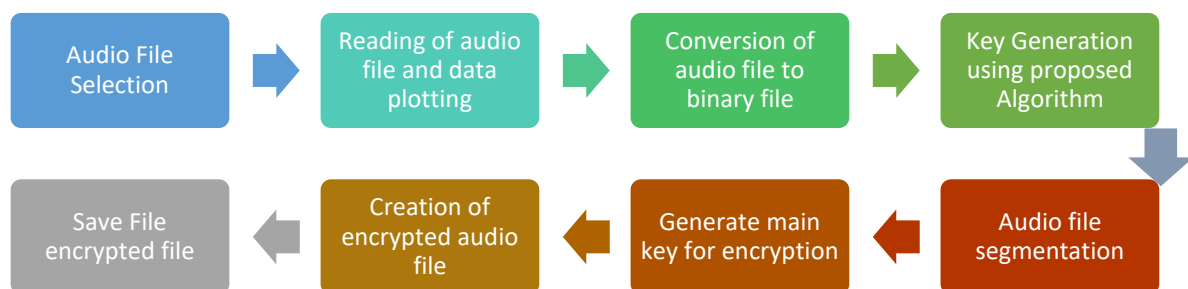 Audio File
Selection
Reading of audio
file and data
plotting
Conversion of
audio file to
binary file
Key Generation
using proposed
Algorithm
Audio file
segmentation
Generate main
key for encryption
Creation of
encrypted audio
file
Save File
encrypted file